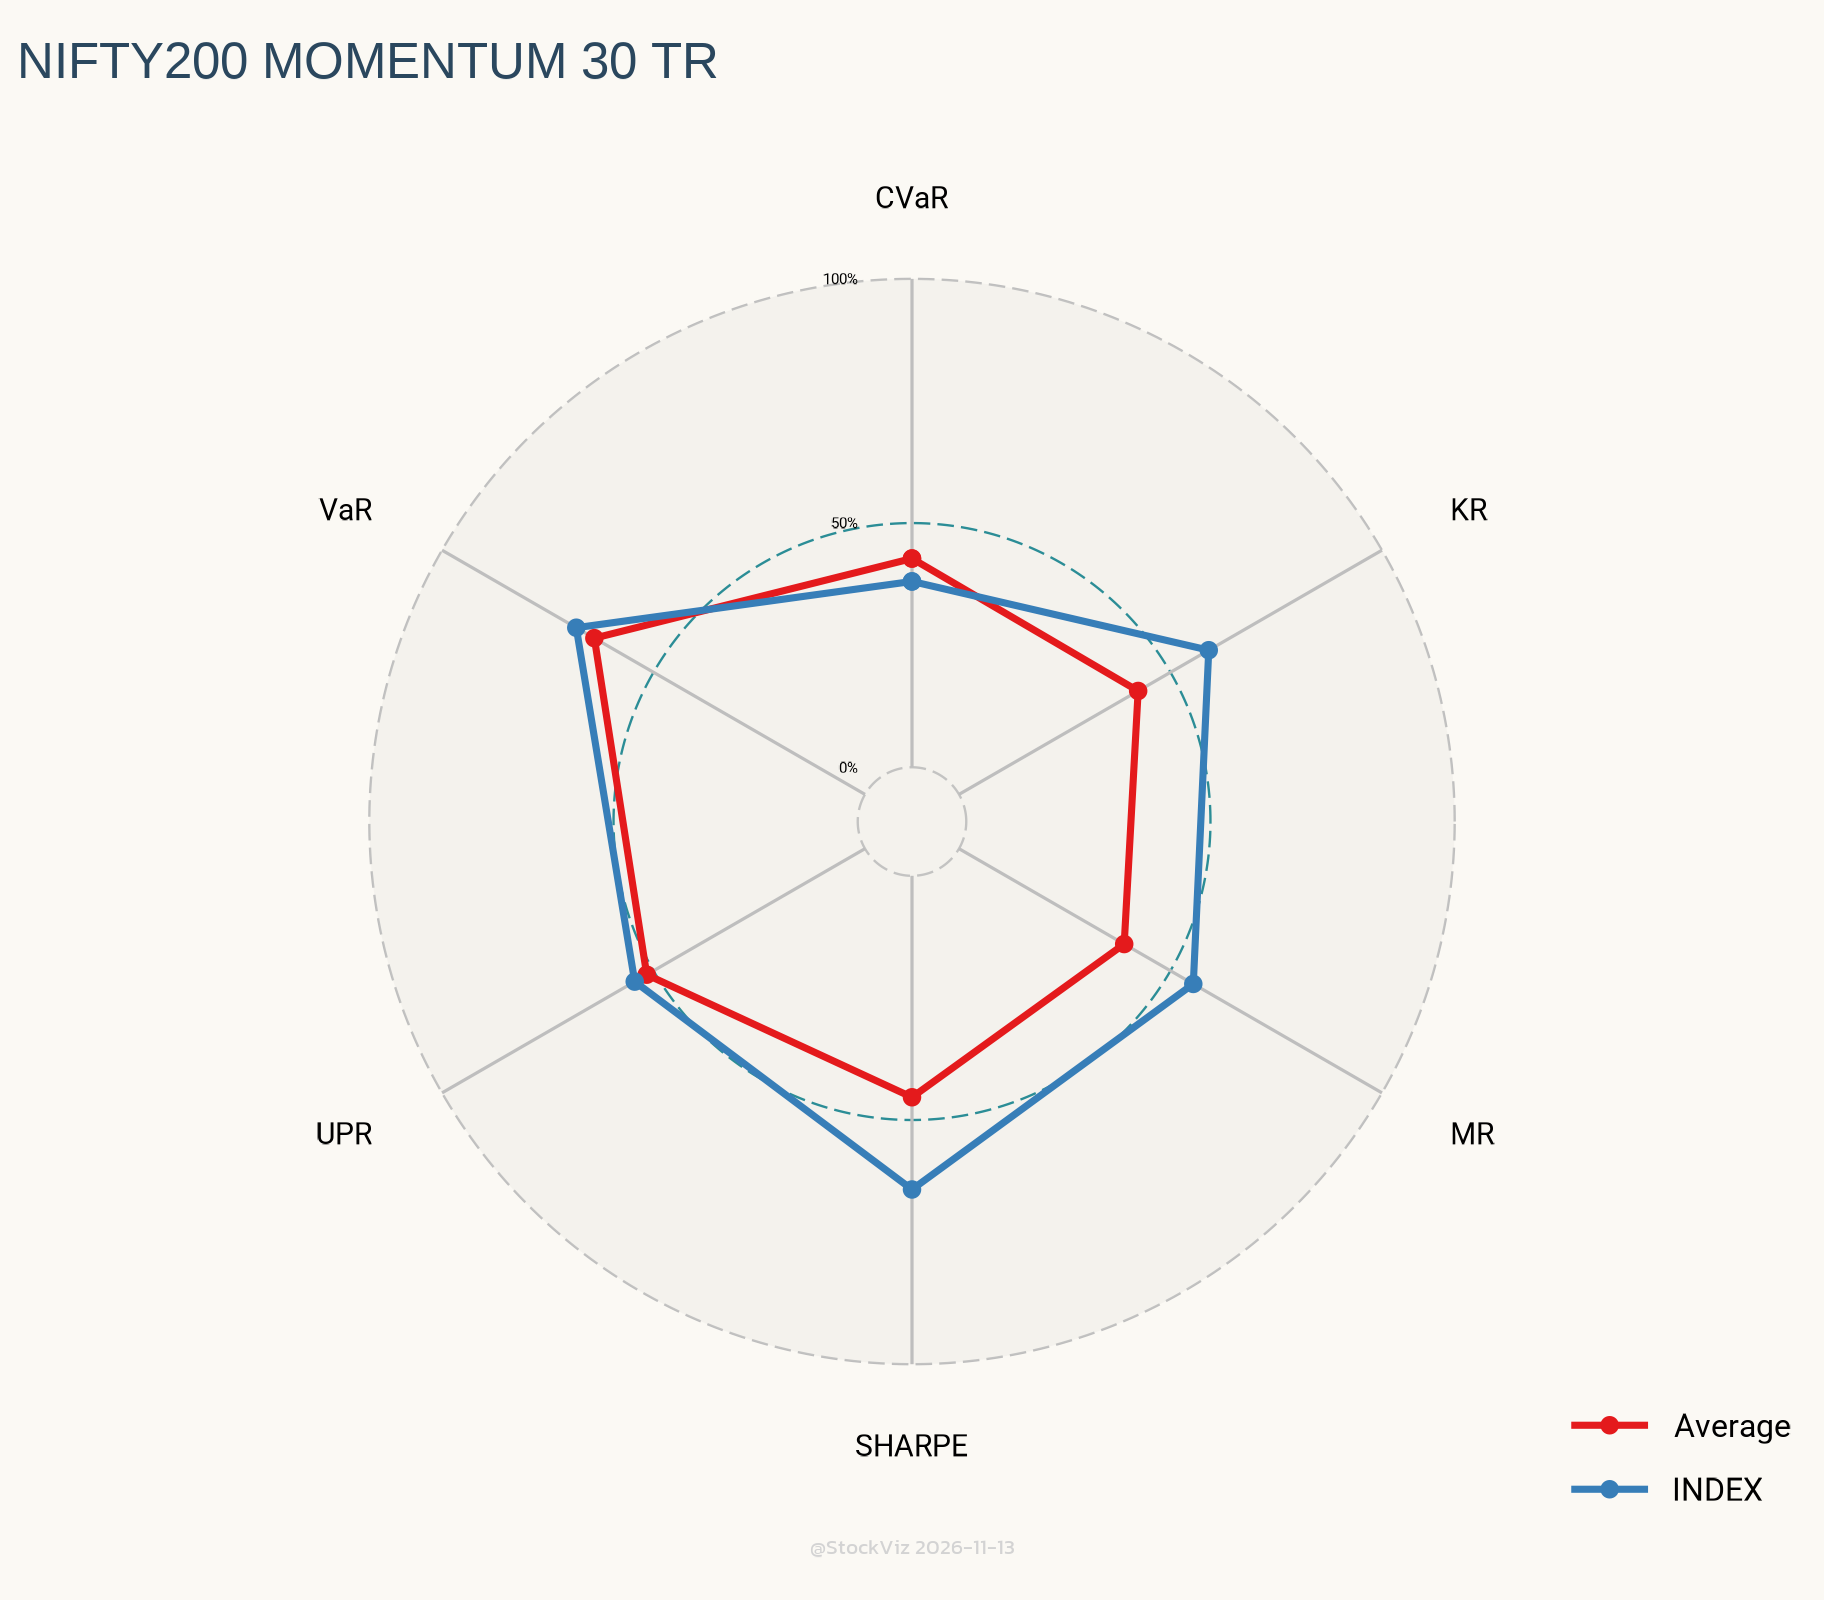 NIFTY200 MOMENTUM 30 TR
CVaR
100%
VaR
KR
50%
0%
UPR
MR
SHARPE
Average
INDEX
@StockViz 2026-11-13